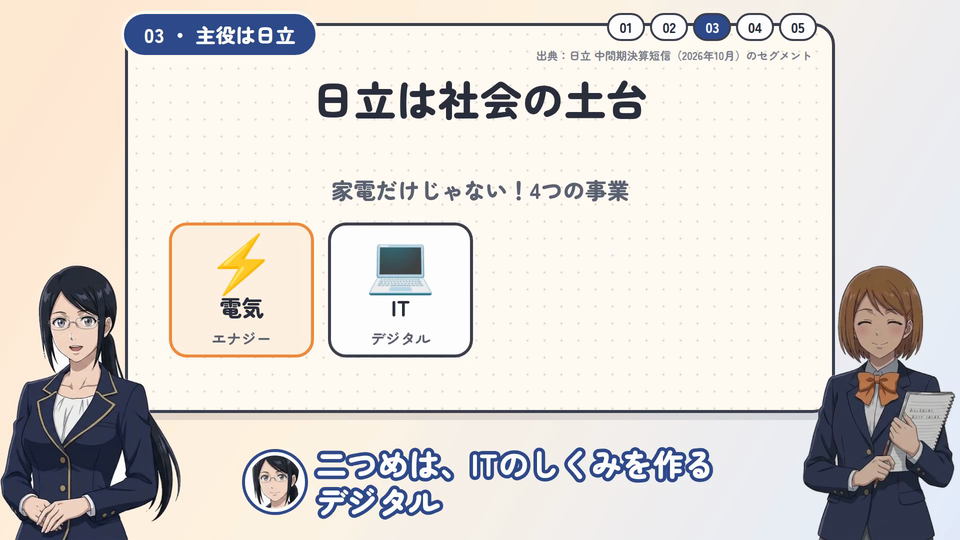 03 ・ 主役は日立
01 02 03 04 05
出典：日立 中間期決算短信（2026年10月）のセグメント
日立は社会の土台
家電だけじゃない！4つの事業
電気
エナジー
IT
デジタル
二つめは、ITのしくみを作る
デジタル